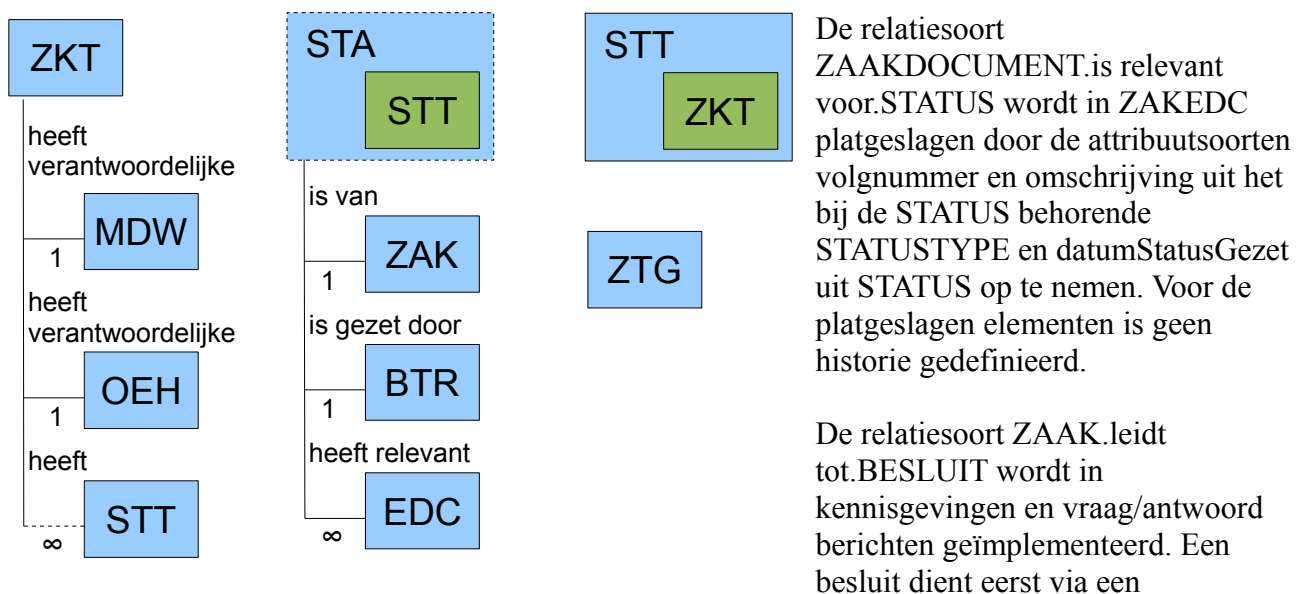 ZKT
heeft
verantwoordelijke
MDW
1
heeft
verantwoordelijke
OEH
1
heeft
STT
∞
STA
STT
is van
ZAK
1
is gezet door
BTR
1
heeft relevant
EDC
∞
STT
ZKT
ZTG
De relatiesoort
ZAAKDOCUMENT.is relevant
voor.STATUS wordt in ZAKEDC
platgeslagen door de attribuutsoorten
volgnummer en omschrijving uit het
bij de STATUS behorende
STATUSTYPE en datumStatusGezet
uit STATUS op te nemen. Voor de
platgeslagen elementen is geen
historie gedefinieerd.
De relatiesoort ZAAK.leidt
tot.BESLUIT wordt in
kennisgevingen en vraag/antwoord
berichten geïmplementeerd. Een
besluit dient eerst via een